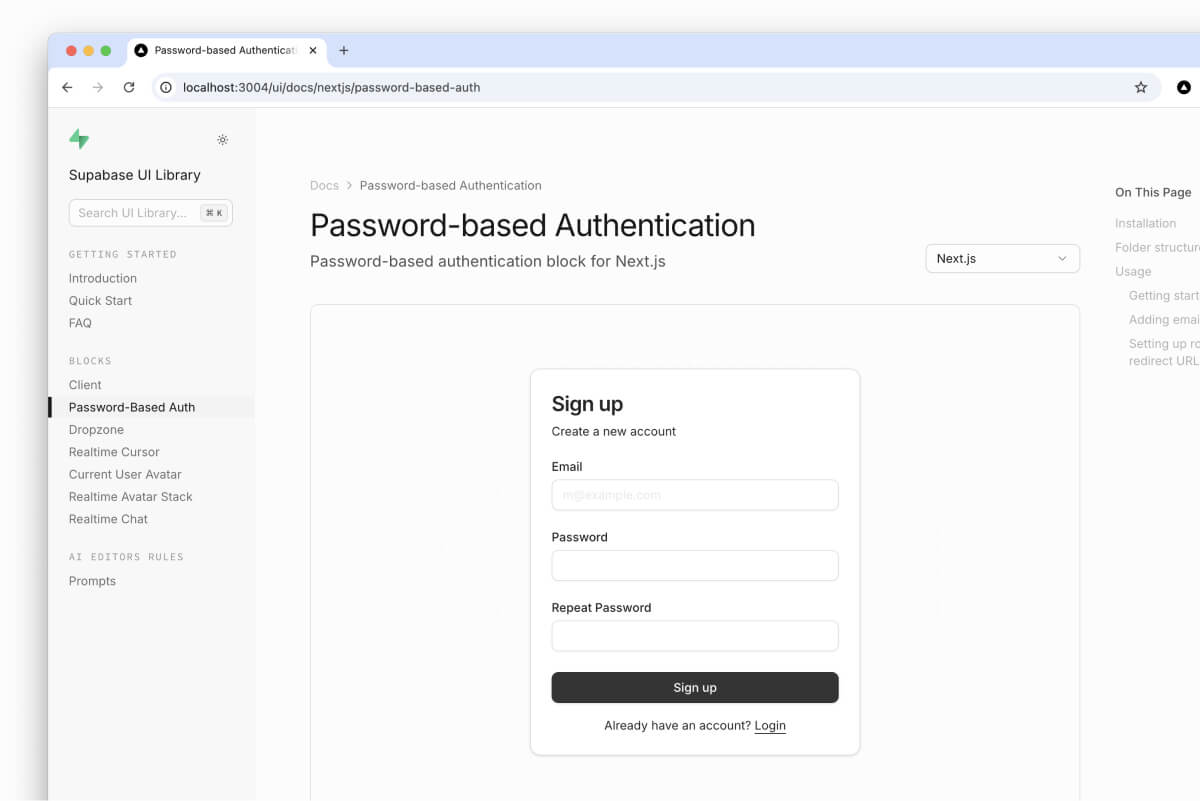 Password-based Authenticati
localhost:3004/ui/docs/nextjs/password-based-auth
Supabase UI Library
Search UI Library... ⌘ K
GETTING STARTED
Introduction
Quick Start
FAQ
BLOCKS
Client
Password-Based Auth
Dropzone
Realtime Cursor
Current User Avatar
Realtime Avatar Stack
Realtime Chat
AI EDITORS RULES
Prompts
Docs > Password-based Authentication
Password-based Authentication
Password-based authentication block for Next.js
Next.js
Sign up
Create a new account
Email
m@example.com
Password
Repeat Password
Sign up
Already have an account? Login
On This Page
Installation
Folder structure
Usage
Getting start
Adding emai
Setting up ro
redirect URL